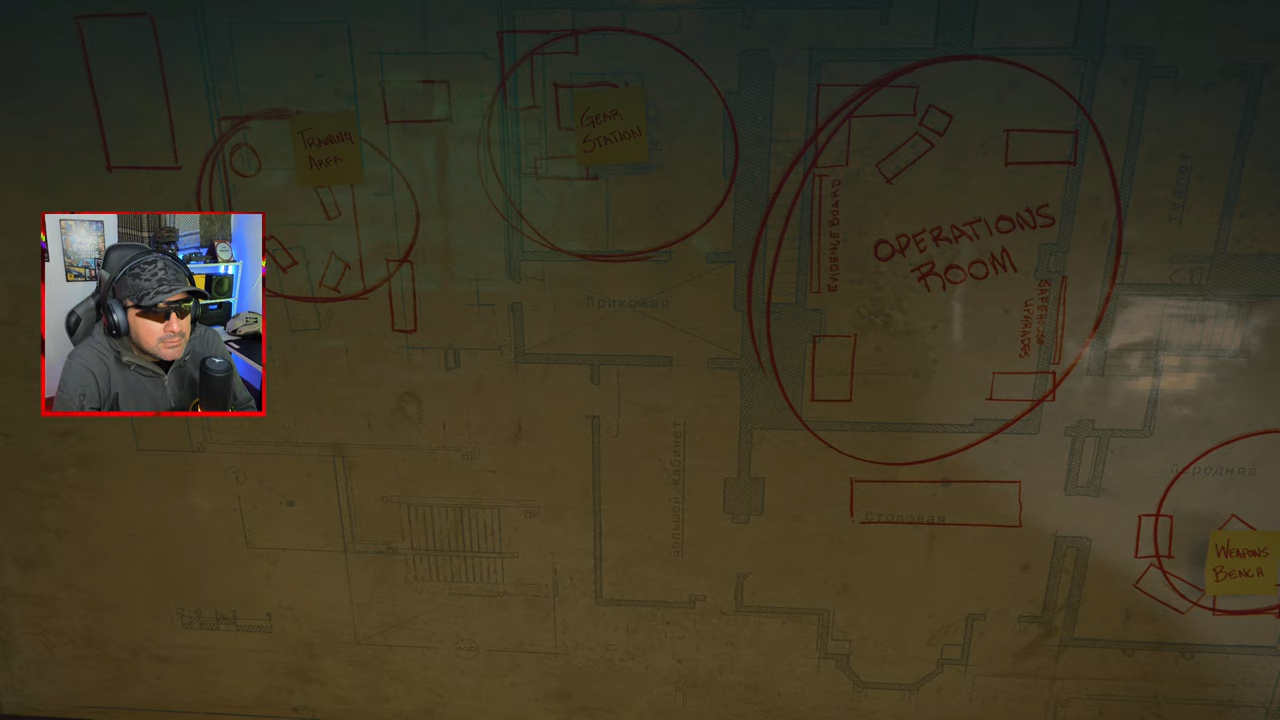 TRAINING
AREA
GEAR
STATION
EVIDENCE BOARD
OPERATIONS
ROOM
SAFEHOUSE
UPGRADES
Прихожая
Большой кабинет
Столовая
Передняя
WEAPONS
BENCH